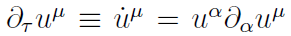 ∂_τ u^μ ≡ u̇^μ = u^α ∂_α u^μ